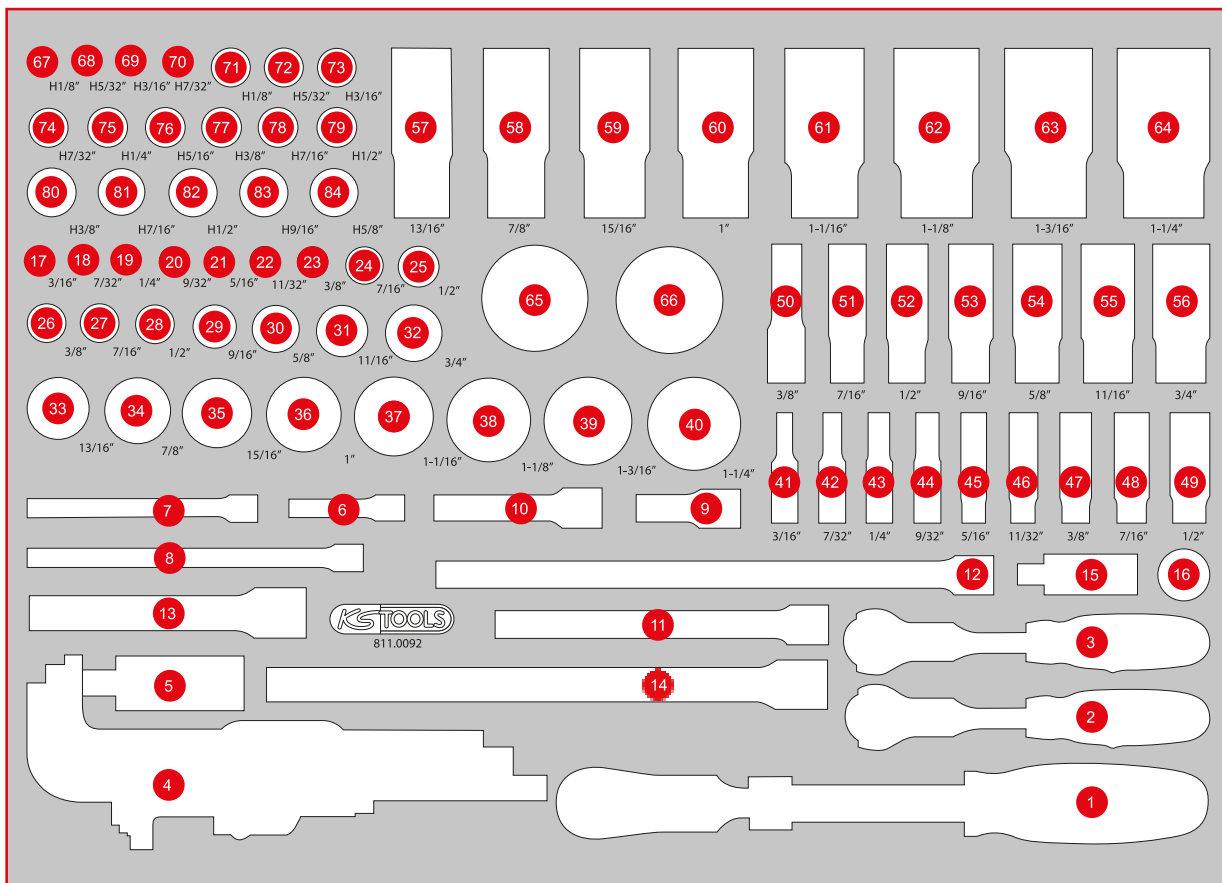 67 68 69 70 71 72 73
H1/8" H5/32" H3/16" H7/32" H1/8" H5/32" H3/16"
74 75 76 77 78 79
H7/32" H1/4" H5/16" H3/8" H7/16" H1/2"
80 81 82 83 84
H3/8" H7/16" H1/2" H9/16" H5/8"
57 58 59 60 61 62 63 64
13/16" 7/8" 15/16" 1" 1-1/16" 1-1/8" 1-3/16" 1-1/4"
17 18 19 20 21 22 23 24 25
3/16" 7/32" 1/4" 9/32" 5/16" 11/32" 3/8" 7/16" 1/2"
26 27 28 29 30 31 32
3/8" 7/16" 1/2" 9/16" 5/8" 11/16" 3/4"
65 66
50 51 52 53 54 55 56
3/8" 7/16" 1/2" 9/16" 5/8" 11/16" 3/4"
33 34 35 36 37 38 39 40
13/16" 7/8" 15/16" 1" 1-1/16" 1-1/8" 1-3/16" 1-1/4"
41 42 43 44 45 46 47 48 49
3/16" 7/32" 1/4" 9/32" 5/16" 11/32" 3/8" 7/16" 1/2"
7 6 10 9
8 12 15 16
13
KS TOOLS
811.0092
11 3
5 14
2
4 1